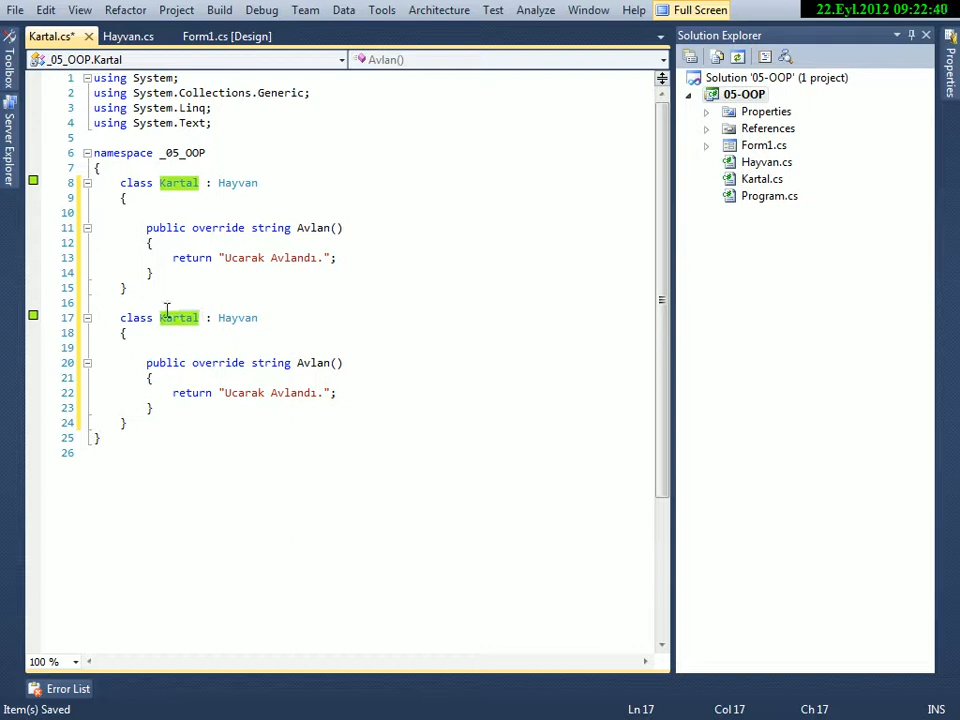 File Edit View Refactor Project Build Debug Team Data Tools Architecture Test Analyze Window Help Full Screen 22.Eyl.2012 09:22:40
Kartal.cs* Hayvan.cs Form1.cs [Design]
Solution Explorer
_05_OOP.Kartal Avlan()
Toolbox
Server Explorer
Properties
1 using System;
2 using System.Collections.Generic;
3 using System.Linq;
4 using System.Text;
5
6 namespace _05_OOP
7 {
8 class Kartal : Hayvan
9 {
10
11 public override string Avlan()
12 {
13 return "Ucarak Avlandı.";
14 }
15 }
16
17 class Kartal : Hayvan
18 {
19
20 public override string Avlan()
21 {
22 return "Ucarak Avlandı.";
23 }
24 }
25 }
26
Solution '05-OOP' (1 project)
05-OOP
Properties
References
Form1.cs
Hayvan.cs
Kartal.cs
Program.cs
100 %
Error List
Item(s) Saved Ln 17 Col 17 Ch 17 INS